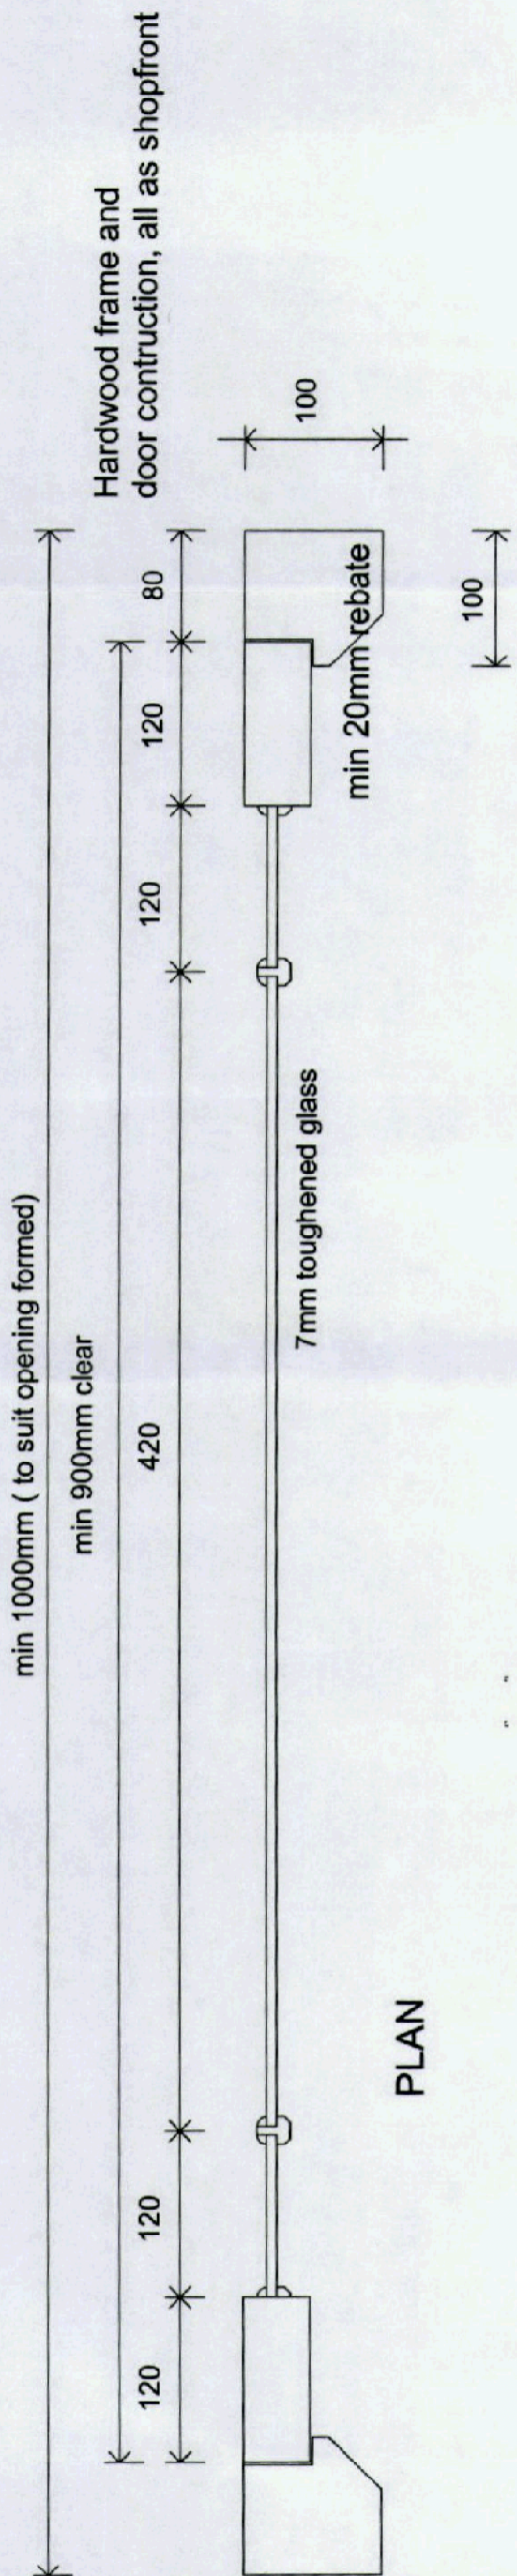 min 1000mm ( to suit opening formed)
min 900mm clear
Hardwood frame and
door contruction, all as shopfront
120
120
420
120
120
80
100
min 20mm rebate
7mm toughened glass
100
PLAN